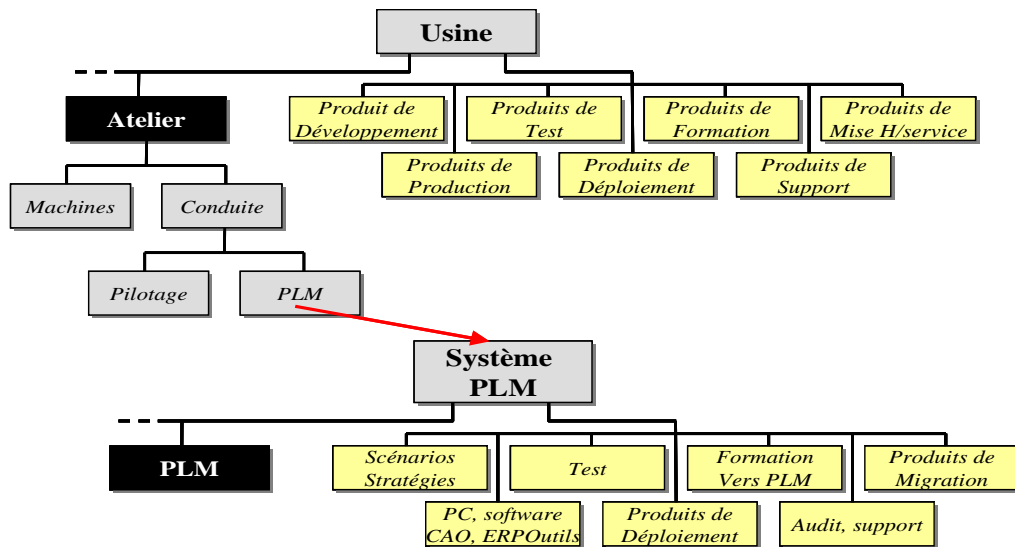 Usine
Atelier
Produit de
Développement
Produits de
Test
Produits de
Formation
Produits de
Mise H/service
Produits de
Production
Produits de
Déploiement
Produits de
Support
Machines
Conduite
Pilotage
PLM
Système
PLM
PLM
Scénarios
Stratégies
Test
Formation
Vers PLM
Produits de
Migration
PC, software
CAO, ERPOutils
Produits de
Déploiement
Audit, support